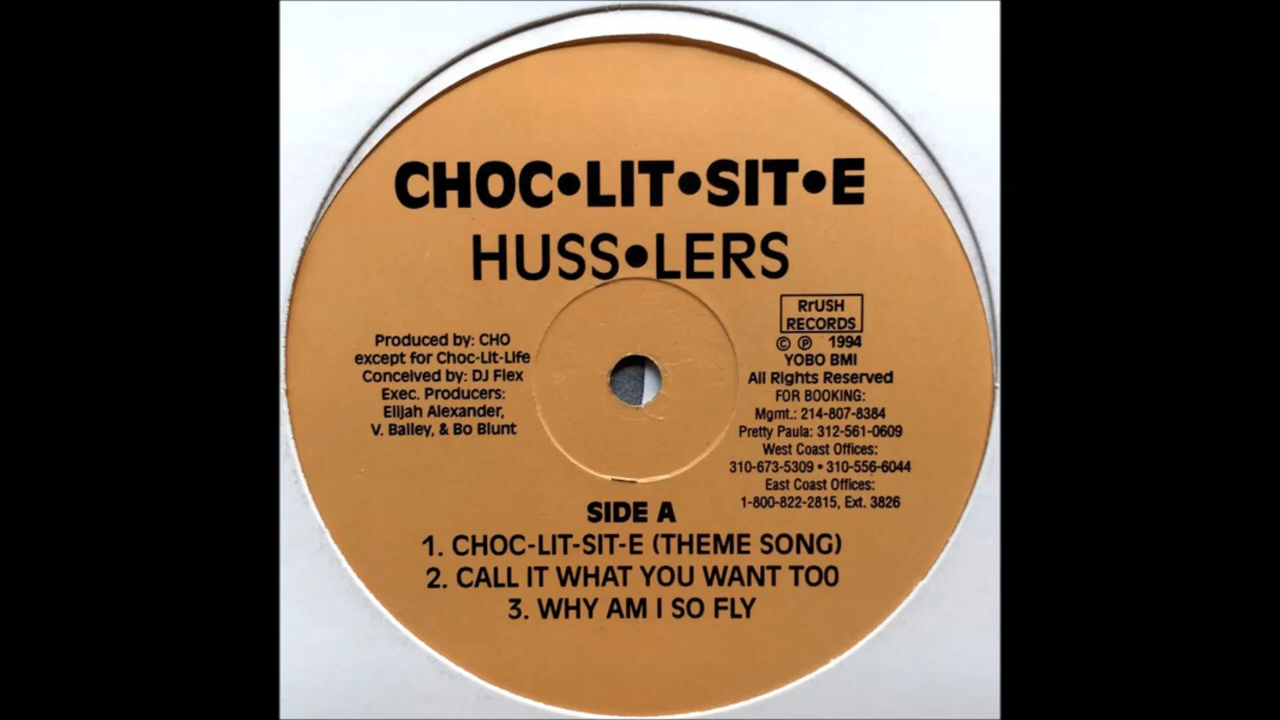 CHOC•LIT•SIT•E
HUSS•LERS
Produced by: CHO
except for Choc-Lit-Life
Conceived by: DJ Flex
Exec. Producers:
Elijah Alexander,
V. Bailey, & Bo Blunt
RrUSH
RECORDS
© ℗ 1994
YOBO BMI
All Rights Reserved
FOR BOOKING:
Mgmt.: 214-807-8384
Pretty Paula: 312-561-0609
West Coast Offices:
310-673-5309 • 310-556-6044
East Coast Offices:
1-800-822-2815, Ext. 3826
SIDE A
1. CHOC-LIT-SIT-E (THEME SONG)
2. CALL IT WHAT YOU WANT TOO
3. WHY AM I SO FLY